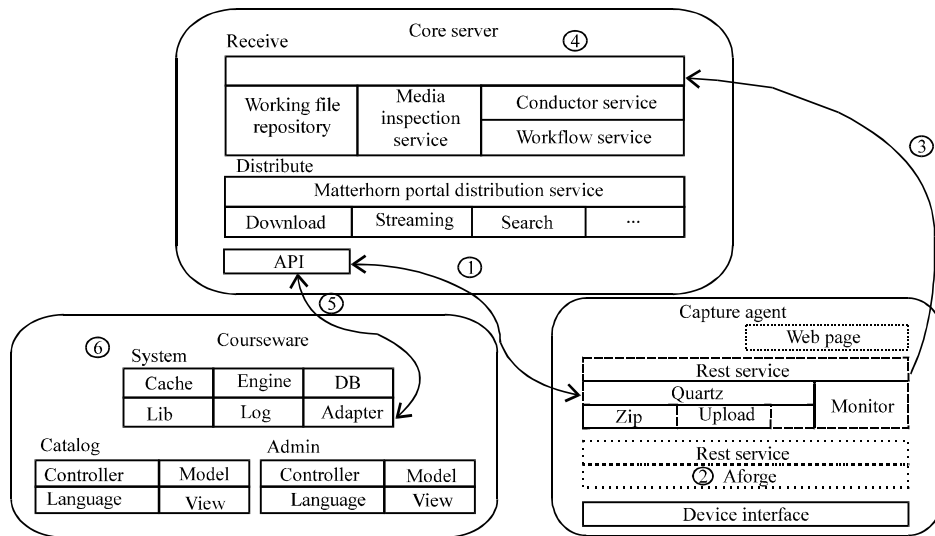 Core server
Receive
④
Working file
repository
Media
inspection
service
Conductor service
Workflow service
③
Distribute
Matterhorn portal distribution service
Download
Streaming
Search
...
API
①
⑤
⑥
Courseware
System
Cache
Engine
DB
Lib
Log
Adapter
Catalog
Controller
Model
Language
View
Admin
Controller
Model
Language
View
Capture agent
Web page
Rest service
Quartz
Zip
Upload
Monitor
Rest service
② Aforge
Device interface